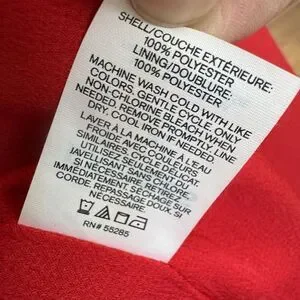 SHELL/COUCHE EXTÉRIEURE:
100% POLYESTER
LINING/DOUBLURE:
100% POLYESTER
MACHINE WASH COLD WITH LIKE
COLORS. GENTLE CYCLE. ONLY
NON-CHLORINE BLEACH WHEN
NEEDED. REMOVE PROMPTLY. LINE
DRY. COOL IRON IF NEEDED
LAVER À LA MACHINE À L'EAU
FROIDE AVEC COULEURS
SIMILAIRES. CYCLE DÉLICAT.
UTILISER SEULEMENT DU
JAVELLISANT SANS CHLORE SI
NÉCESSAIRE. RETIRER
IMMÉDIATEMENT. SÉCHER SUR
CORDE. REPASSAGE DOUX, SI
NÉCESSAIRE
RN# 55285